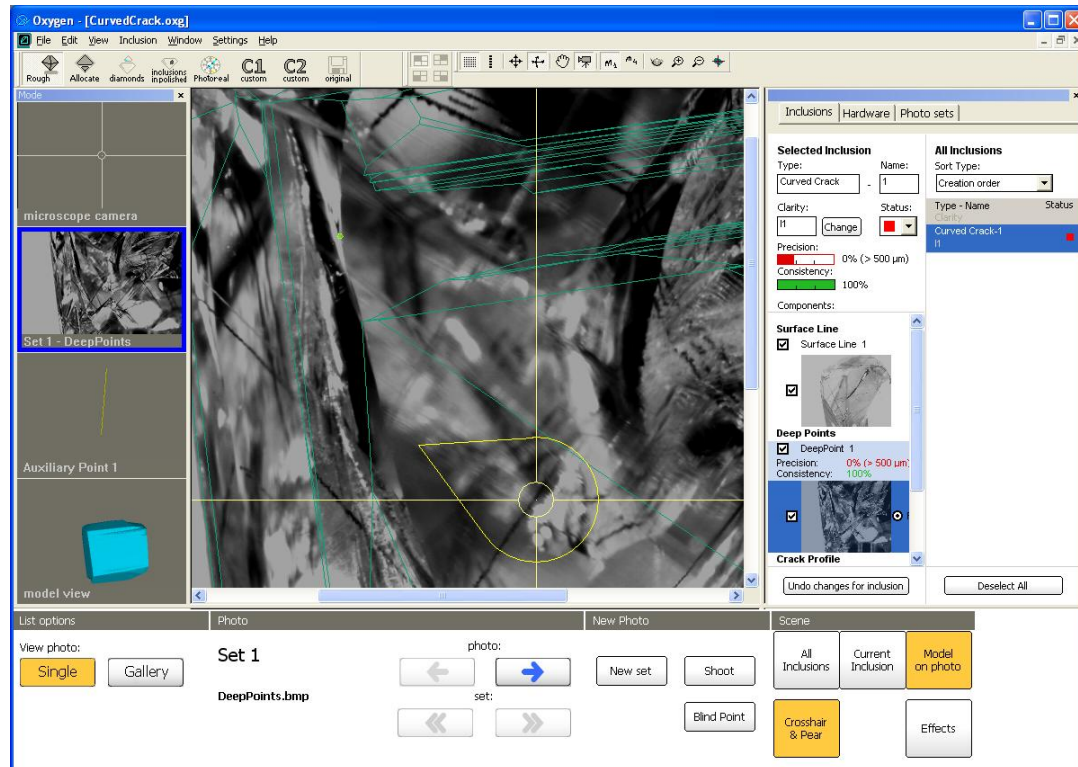 Oxygen - [CurvedCrack.oxg]
File Edit View Inclusion Window Settings Help
Rough Allocate diamonds inclusions inpolished Photoreal C1 custom C2 custom original
Mode
microscope camera
Set 1 - DeepPoints
Auxiliary Point 1
model view
Inclusions Hardware Photo sets
Selected Inclusion
Type: Name:
Curved Crack - 1
Clarity: Status:
I1 Change
Precision:
0% (> 500 µm)
Consistency:
100%
Components:
Surface Line
Surface Line 1
Deep Points
DeepPoint 1
Precision: 0% (> 500 µm)
Consistency: 100%
Crack Profile
Undo changes for inclusion
All Inclusions
Sort Type:
Creation order
Type - Name Status
Clarity
Curved Crack-1
I1
Deselect All
List options
View photo:
Single Gallery
Photo
Set 1
DeepPoints.bmp
photo:
set:
New Photo
New set Shoot
Blind Point
Scene
All Inclusions
Current Inclusion
Model on photo
Crosshair & Pear
Effects